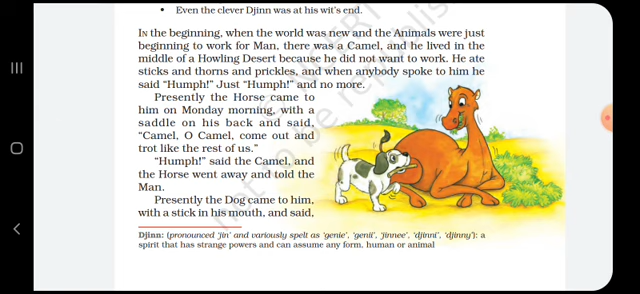 • Even the clever Djinn was at his wit's end.
IN the beginning, when the world was new and the Animals were just
beginning to work for Man, there was a Camel, and he lived in the
middle of a Howling Desert because he did not want to work. He ate
sticks and thorns and prickles, and when anybody spoke to him he
said “Humph!” Just “Humph!” and no more.
Presently the Horse came to
him on Monday morning, with a
saddle on his back and said,
“Camel, O Camel, come out and
trot like the rest of us.”
“Humph!” said the Camel, and
the Horse went away and told the
Man.
Presently the Dog came to him,
with a stick in his mouth, and said,
Djinn: (pronounced ‘jin’ and variously spelt as ‘genie’, ‘genii’, ‘jinnee’, ‘djinni’, ‘djinny’): a
spirit that has strange powers and can assume any form, human or animal